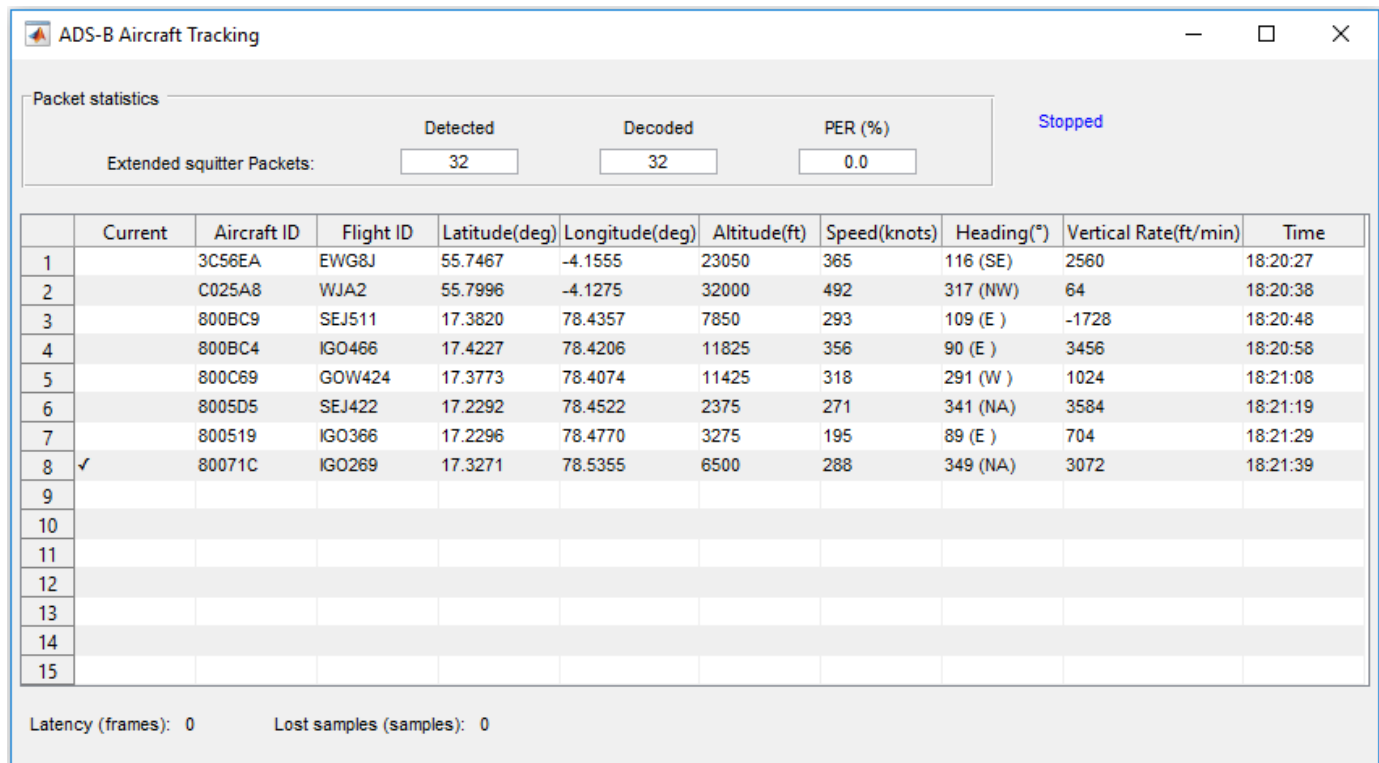 ADS-B Aircraft Tracking
Packet statistics
Detected Decoded PER (%) Stopped
Extended squitter Packets: 32 32 0.0
Current Aircraft ID Flight ID Latitude(deg) Longitude(deg) Altitude(ft) Speed(knots) Heading(°) Vertical Rate(ft/min) Time
1 3C56EA EWG8J 55.7467 -4.1555 23050 365 116 (SE) 2560 18:20:27
2 C025A8 WJA2 55.7996 -4.1275 32000 492 317 (NW) 64 18:20:38
3 800BC9 SEJ511 17.3820 78.4357 7850 293 109 (E ) -1728 18:20:48
4 800BC4 IGO466 17.4227 78.4206 11825 356 90 (E ) 3456 18:20:58
5 800C69 GOW424 17.3773 78.4074 11425 318 291 (W ) 1024 18:21:08
6 8005D5 SEJ422 17.2292 78.4522 2375 271 341 (NA) 3584 18:21:19
7 800519 IGO366 17.2296 78.4770 3275 195 89 (E ) 704 18:21:29
8 ✓ 80071C IGO269 17.3271 78.5355 6500 288 349 (NA) 3072 18:21:39
9
10
11
12
13
14
15
Latency (frames): 0 Lost samples (samples): 0